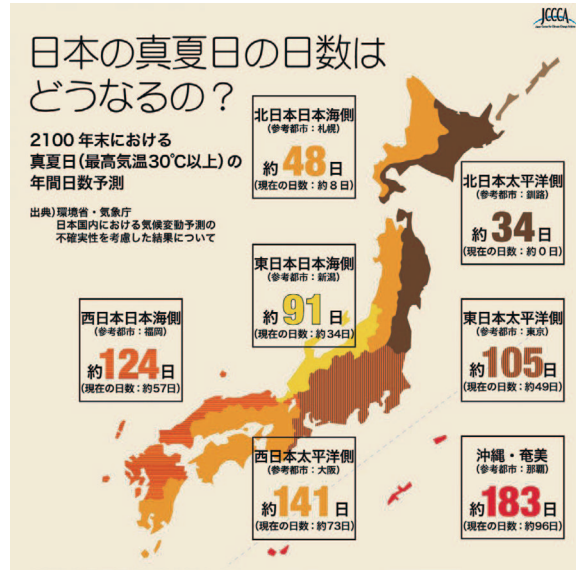 JCCCA
日本の真夏日の日数は
どうなるの？
2100年末における
真夏日(最高気温30℃以上)の
年間日数予測
出典)環境省・気象庁
日本国内における気候変動予測の
不確実性を考慮した結果について
北日本日本海側
(参考都市：札幌)
約48日
(現在の日数：約8日)
北日本太平洋側
(参考都市：釧路)
約34日
(現在の日数：約0日)
東日本日本海側
(参考都市：新潟)
約91日
(現在の日数：約34日)
西日本日本海側
(参考都市：福岡)
約124日
(現在の日数：約57日)
東日本太平洋側
(参考都市：東京)
約105日
(現在の日数：約49日)
西日本太平洋側
(参考都市：大阪)
約141日
(現在の日数：約73日)
沖縄・奄美
(参考都市：那覇)
約183日
(現在の日数：約96日)